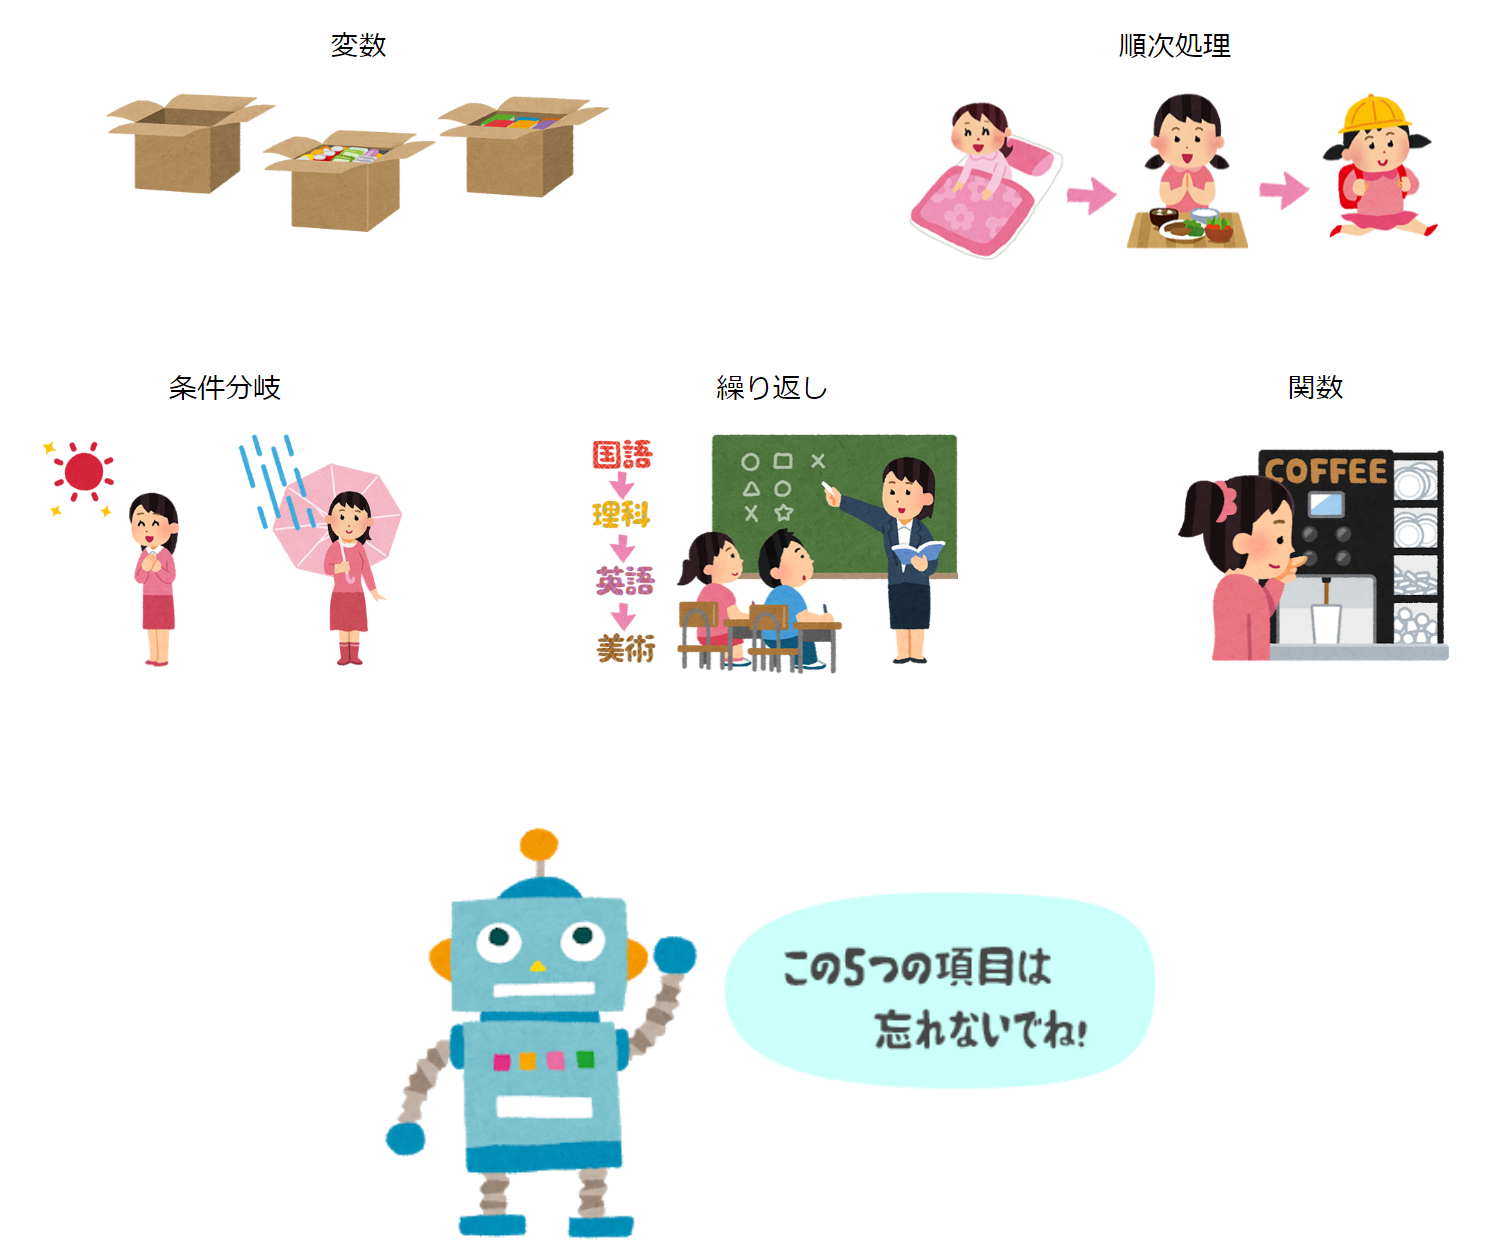 変数
順次処理
条件分岐
繰り返し
関数
国語
理科
英語
美術
COFFEE
この5つの項目は
忘れないでね!